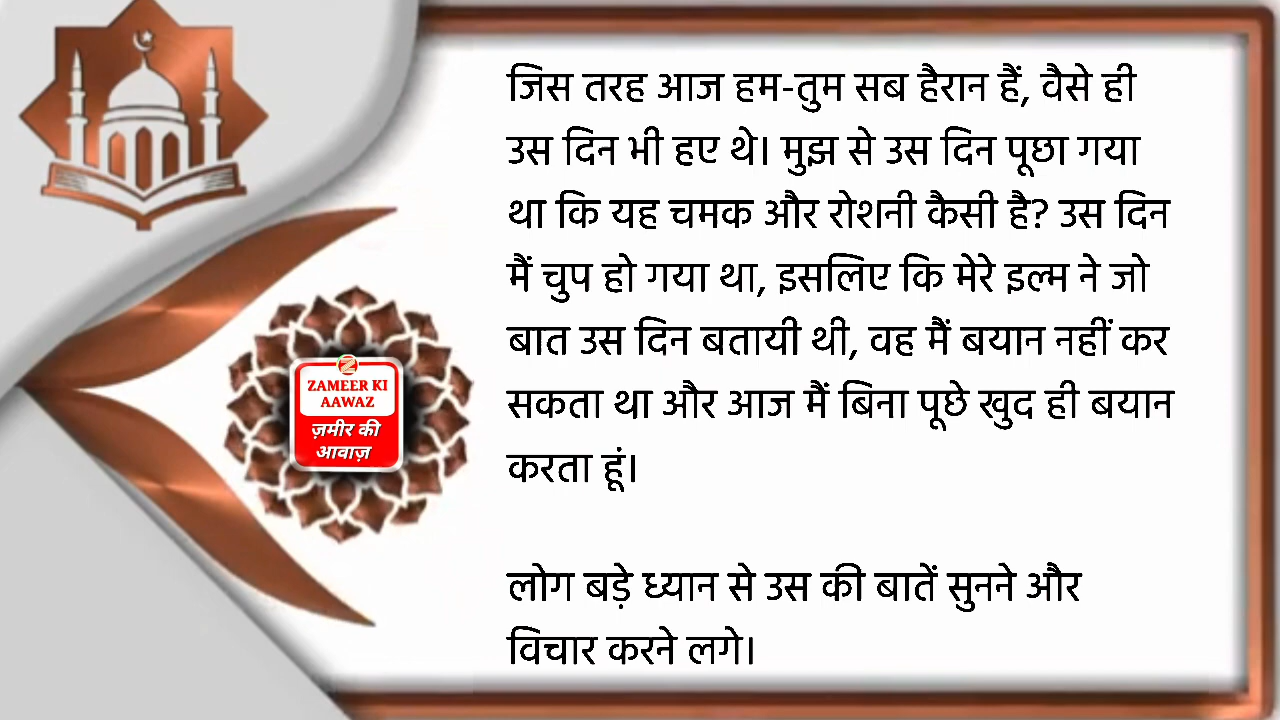 जिस तरह आज हम-तुम सब हैरान हैं, वैसे ही
उस दिन भी हए थे। मुझ से उस दिन पूछा गया
था कि यह चमक और रोशनी कैसी है? उस दिन
मैं चुप हो गया था, इसलिए कि मेरे इल्म ने जो
बात उस दिन बतायी थी, वह मैं बयान नहीं कर
सकता था और आज मैं बिना पूछे खुद ही बयान
करता हूं।
लोग बड़े ध्यान से उस की बातें सुनने और
विचार करने लगे।
ZAMEER KI
AAWAZ
ज़मीर की
आवाज़